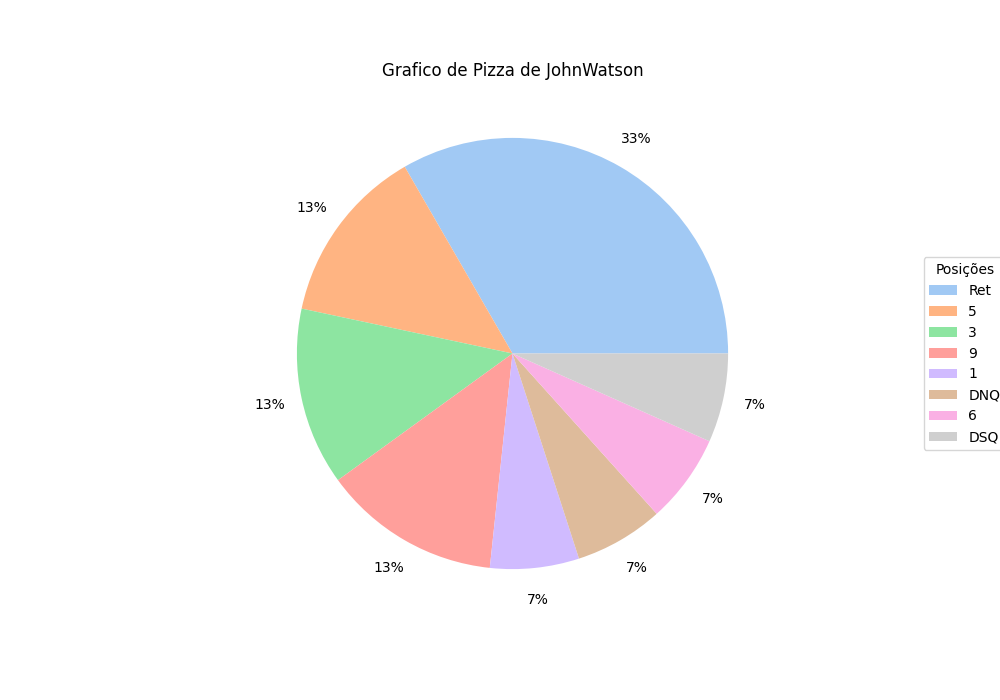 Grafico de Pizza de JohnWatson
33%
13%
13%
13%
7%
7%
7%
7%
Posições
Ret
5
3
9
1
DNQ
6
DSQ